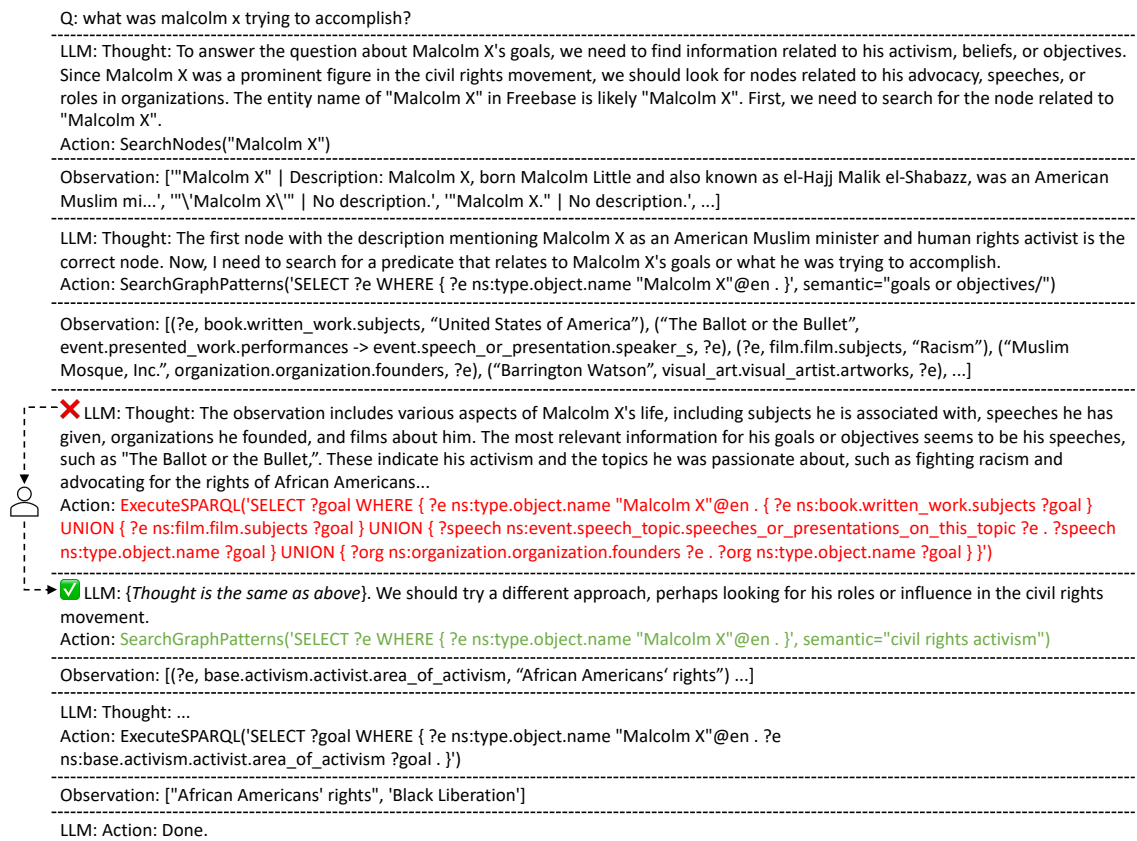 Q: what was malcolm x trying to accomplish?
LLM: Thought: To answer the question about Malcolm X's goals, we need to find information related to his activism, beliefs, or objectives.
Since Malcolm X was a prominent figure in the civil rights movement, we should look for nodes related to his advocacy, speeches, or
roles in organizations. The entity name of "Malcolm X" in Freebase is likely "Malcolm X". First, we need to search for the node related to
"Malcolm X".
Action: SearchNodes("Malcolm X")
Observation: ['"Malcolm X" | Description: Malcolm X, born Malcolm Little and also known as el-Hajj Malik el-Shabazz, was an American
Muslim mi...', '"\'Malcolm X\'" | No description.', '"Malcolm X." | No description.', ...]
LLM: Thought: The first node with the description mentioning Malcolm X as an American Muslim minister and human rights activist is the
correct node. Now, I need to search for a predicate that relates to Malcolm X's goals or what he was trying to accomplish.
Action: SearchGraphPatterns('SELECT ?e WHERE { ?e ns:type.object.name "Malcolm X"@en . }', semantic="goals or objectives/")
Observation: [(?e, book.written_work.subjects, “United States of America”), (“The Ballot or the Bullet”,
event.presented_work.performances -> event.speech_or_presentation.speaker_s, ?e), (?e, film.film.subjects, “Racism”), (“Muslim
Mosque, Inc.”, organization.organization.founders, ?e), (“Barrington Watson”, visual_art.visual_artist.artworks, ?e), ...]
❌ LLM: Thought: The observation includes various aspects of Malcolm X's life, including subjects he is associated with, speeches he has
given, organizations he founded, and films about him. The most relevant information for his goals or objectives seems to be his speeches,
such as "The Ballot or the Bullet,”. These indicate his activism and the topics he was passionate about, such as fighting racism and
advocating for the rights of African Americans...
Action: ExecuteSPARQL('SELECT ?goal WHERE { ?e ns:type.object.name "Malcolm X"@en . { ?e ns:book.written_work.subjects ?goal }
UNION { ?e ns:film.film.subjects ?goal } UNION { ?speech ns:event.speech_topic.speeches_or_presentations_on_this_topic ?e . ?speech
ns:type.object.name ?goal } UNION { ?org ns:organization.organization.founders ?e . ?org ns:type.object.name ?goal } }')
✅ LLM: {Thought is the same as above}. We should try a different approach, perhaps looking for his roles or influence in the civil rights
movement.
Action: SearchGraphPatterns('SELECT ?e WHERE { ?e ns:type.object.name "Malcolm X"@en . }', semantic="civil rights activism")
Observation: [(?e, base.activism.activist.area_of_activism, “African Americans‘ rights”) ...]
LLM: Thought: ...
Action: ExecuteSPARQL('SELECT ?goal WHERE { ?e ns:type.object.name "Malcolm X"@en . ?e
ns:base.activism.activist.area_of_activism ?goal . }')
Observation: ["African Americans' rights", 'Black Liberation']
LLM: Action: Done.